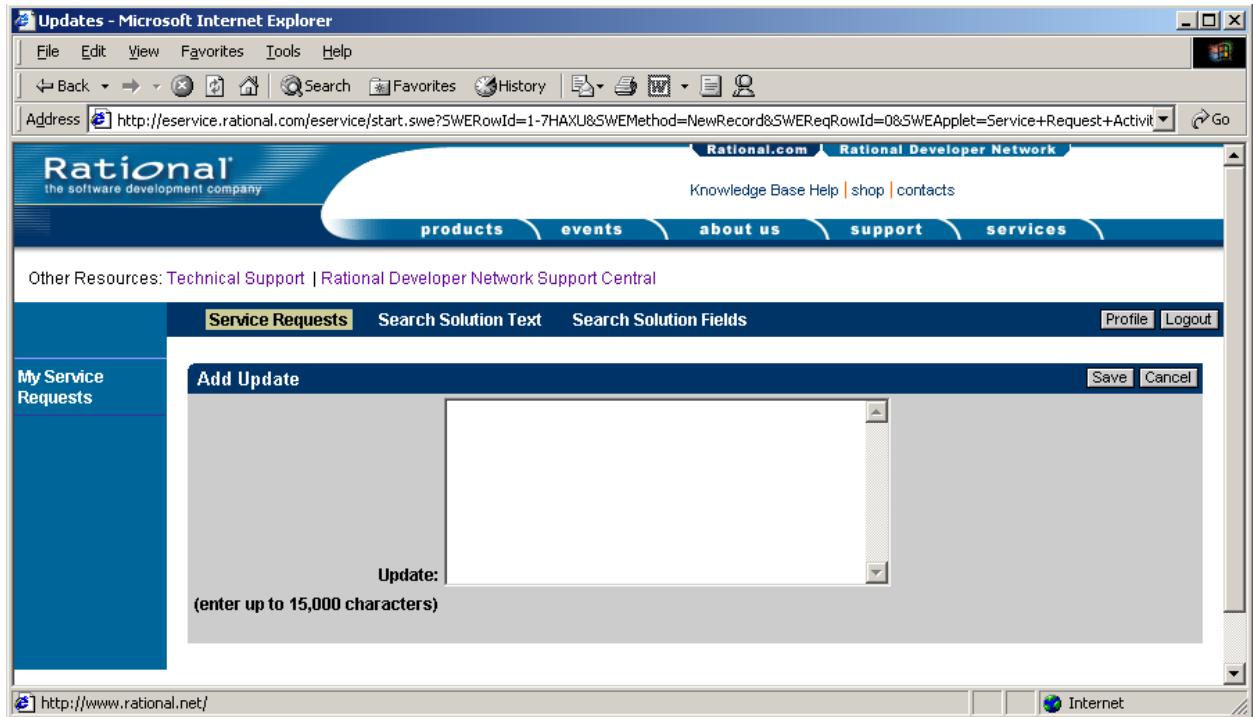 Updates - Microsoft Internet Explorer
File Edit View Favorites Tools Help
Back Search Favorites History
Address http://eservice.rational.com/eservice/start.swe?SWERowId=1-7HAXU&SWEMethod=NewRecord&SWEReqRowId=0&SWEApplet=Service+Request+Activit Go
Rational.com Rational Developer Network
Rational
the software development company
Knowledge Base Help | shop | contacts
products events about us support services
Other Resources: Technical Support | Rational Developer Network Support Central
Service Requests Search Solution Text Search Solution Fields Profile Logout
My Service
Requests
Add Update Save Cancel
Update:
(enter up to 15,000 characters)
http://www.rational.net/ Internet